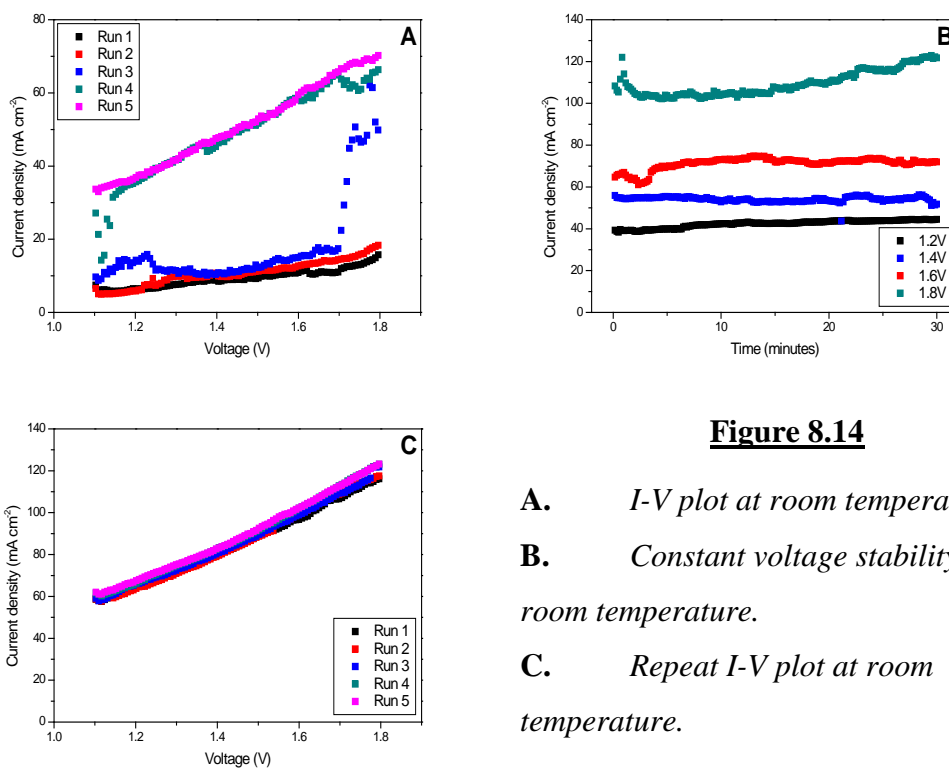 A
Run 1
Run 2
Run 3
Run 4
Run 5
Current density (mA cm⁻²)
80
60
40
20
0
1.0 1.2 1.4 1.6 1.8
Voltage (V)
B
Current density (mA cm⁻²)
140
120
100
80
60
40
20
0
1.2V
1.4V
1.6V
1.8V
0 10 20 30
Time (minutes)
C
Current density (mA cm⁻²)
140
120
100
80
60
40
20
0
Run 1
Run 2
Run 3
Run 4
Run 5
1.0 1.2 1.4 1.6 1.8
Voltage (V)
Figure 8.14
A. I-V plot at room tempera
B. Constant voltage stability
room temperature.
C. Repeat I-V plot at room
temperature.